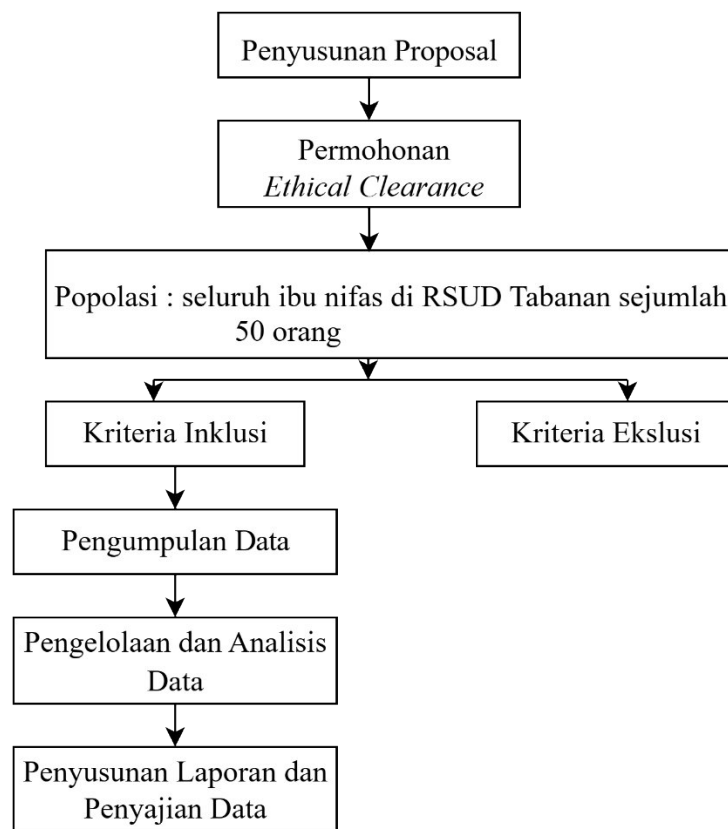 Penyusunan Proposal
Permohonan
Ethical Clearance
Popolasi : seluruh ibu nifas di RSUD Tabanan sejumlah
50 orang
Kriteria Inklusi
Kriteria Ekslusi
Pengumpulan Data
Pengelolaan dan Analisis
Data
Penyusunan Laporan dan
Penyajian Data